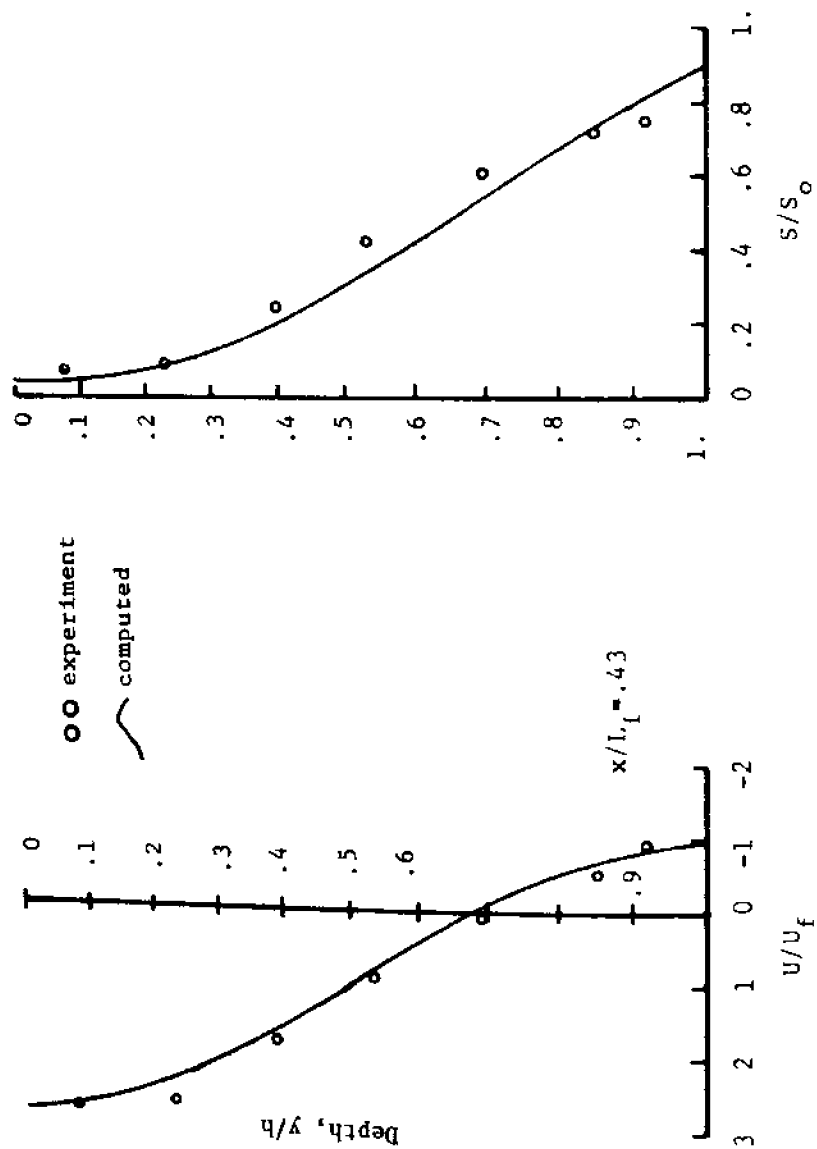 experiment
computed
Depth, y/h
0
.1
.2
.3
.4
.5
.6
.9
x/L_i=.43
3 2 1 0 -1 -2
U/U_f
0
.1
.2
.3
.4
.5
.6
.7
.8
.9
1.
0 .2 .4 .6 .8 1.
S/S_o